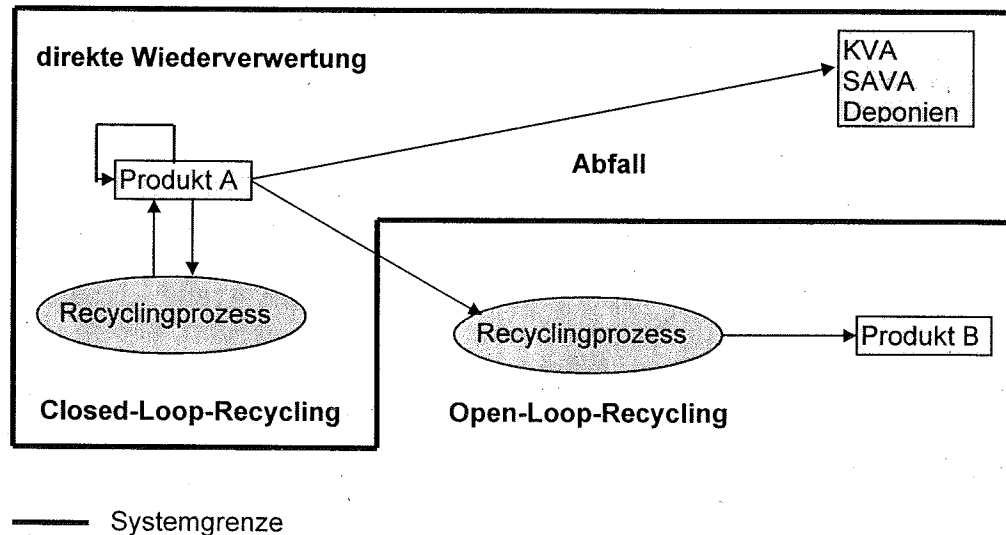 direkte Wiederverwertung
KVA
SAVA
Deponien
Abfall
Produkt A
Recyclingprozess
Recyclingprozess
Produkt B
Closed-Loop-Recycling
Open-Loop-Recycling
Systemgrenze